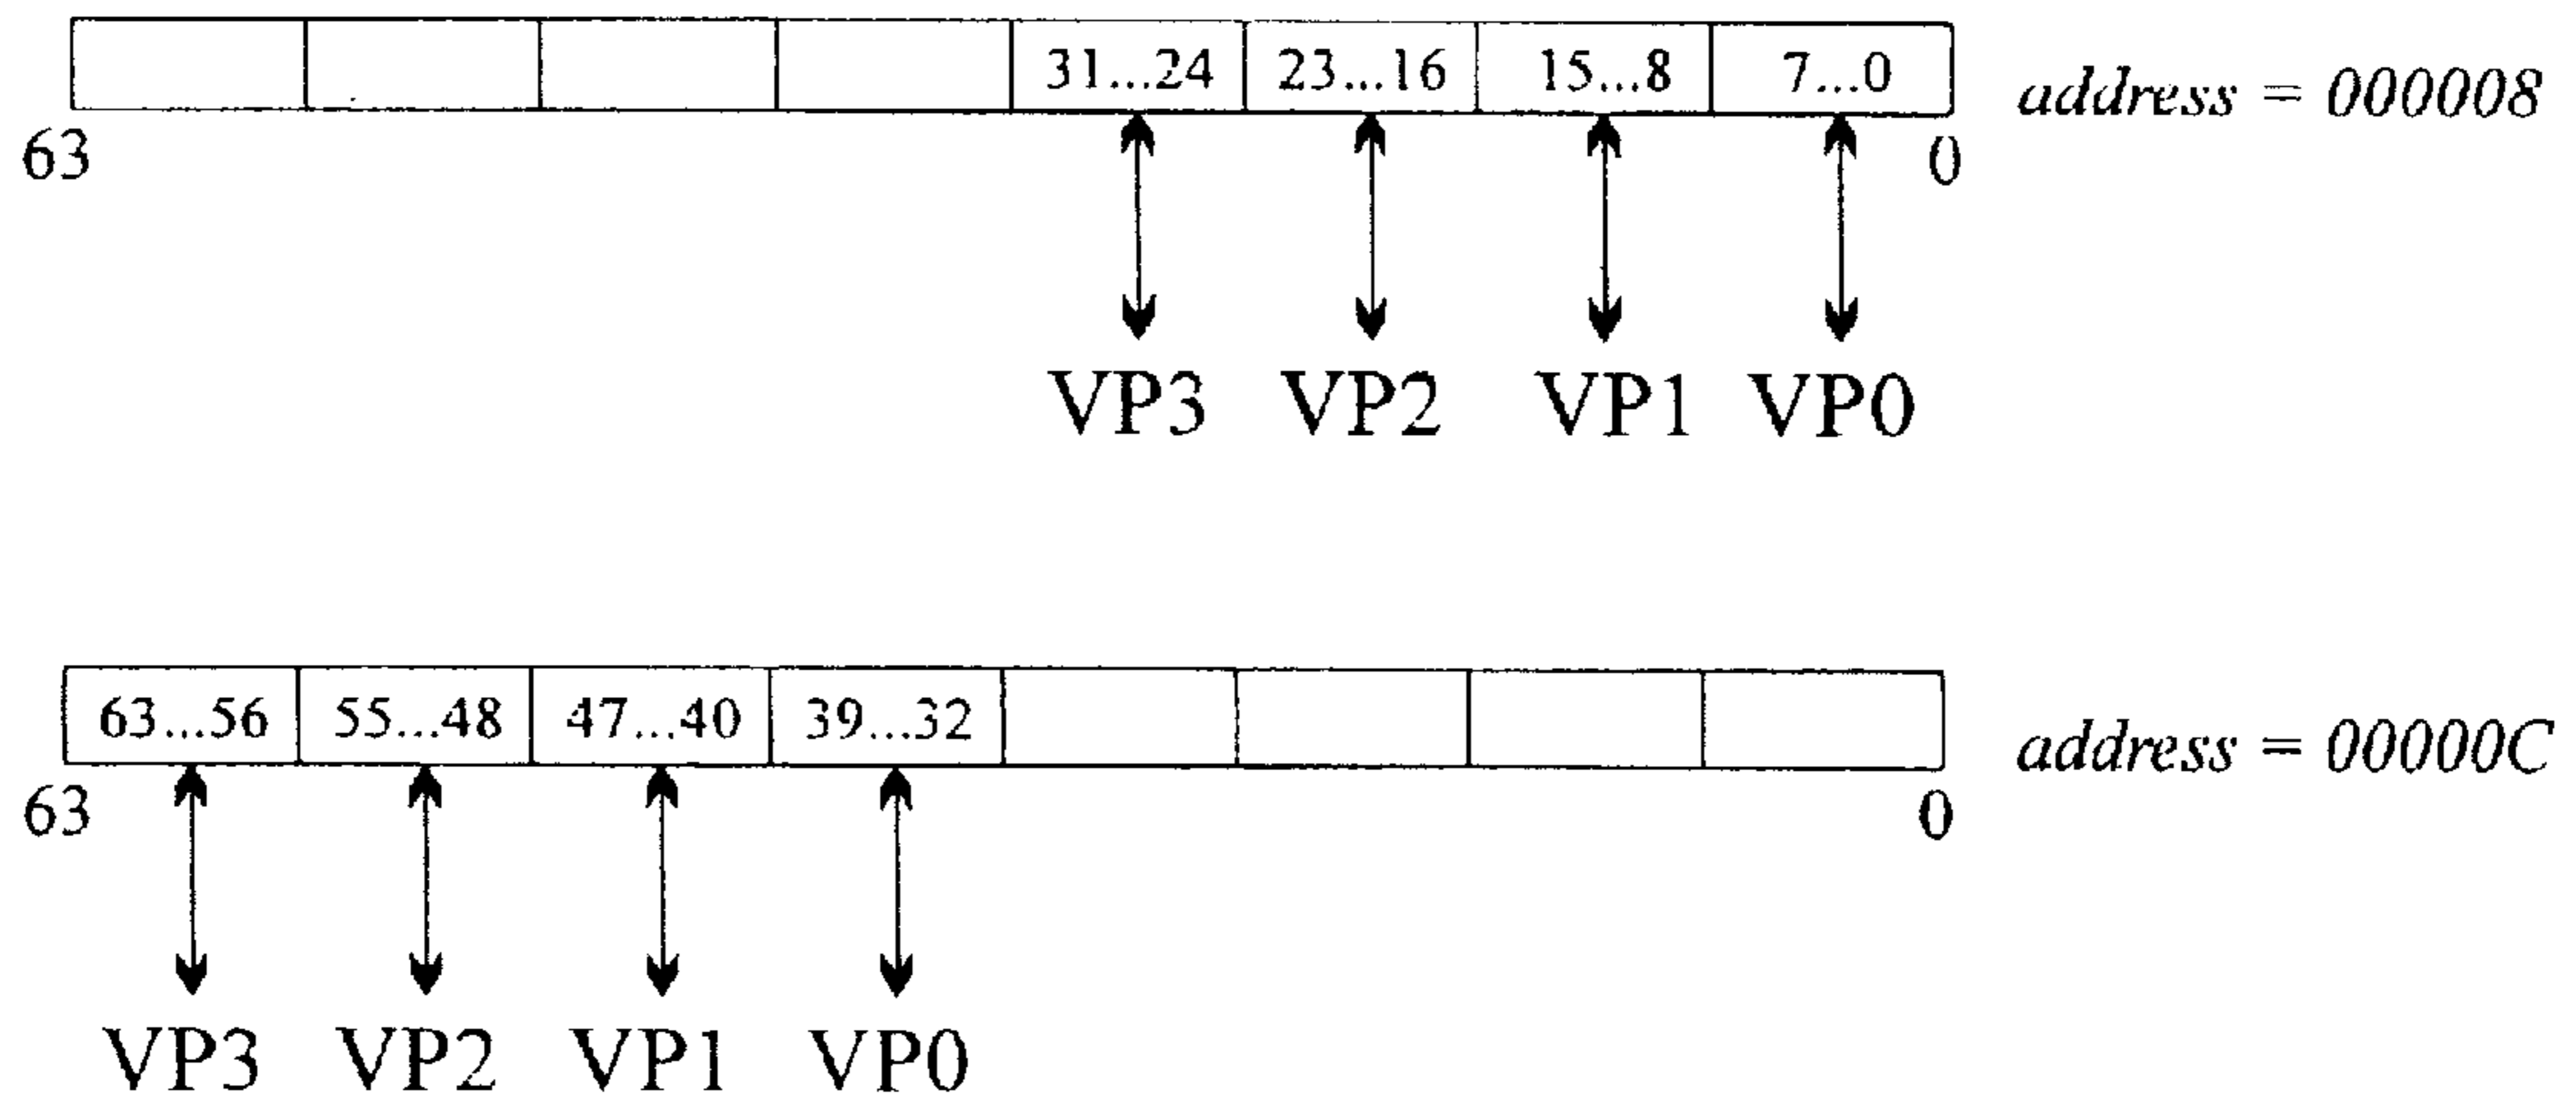 31...24 23...16 15...8 7...0 address = 000008
63 0
VP3 VP2 VP1 VP0
63...56 55...48 47...40 39...32 address = 00000C
63 0
VP3 VP2 VP1 VP0